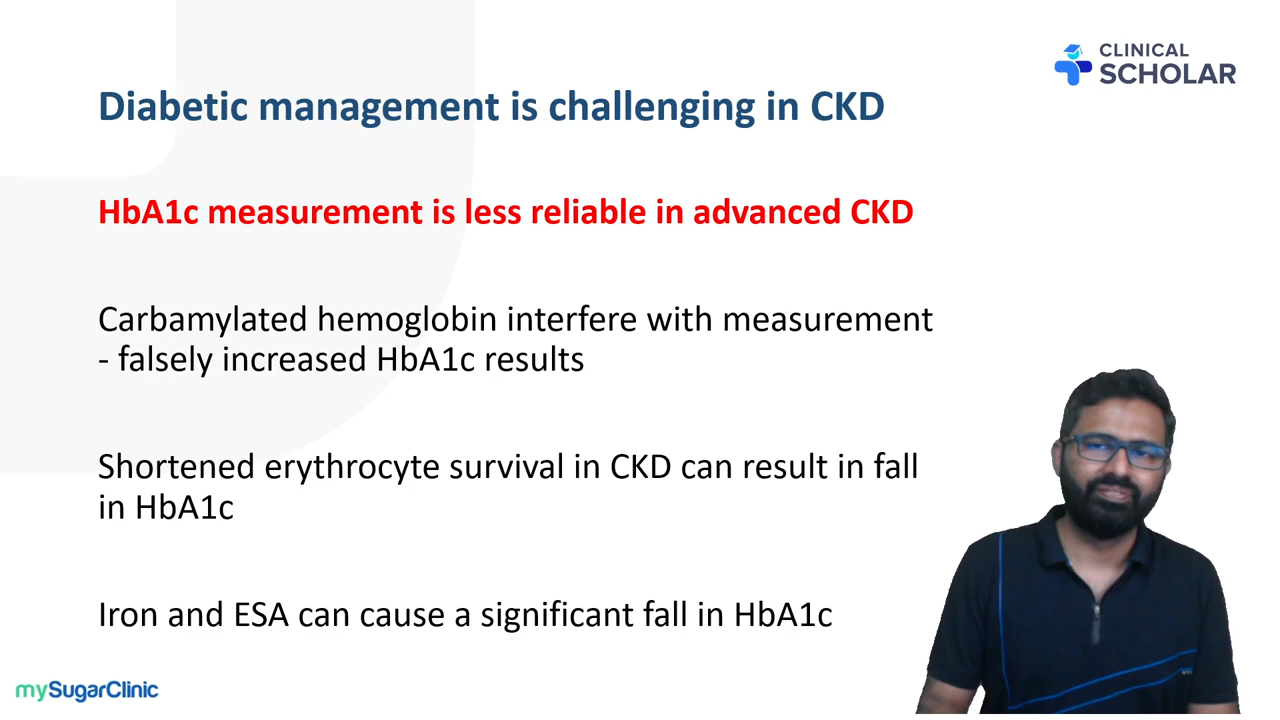 CLINICAL
SCHOLAR
Diabetic management is challenging in CKD
HbA1c measurement is less reliable in advanced CKD
Carbamylated hemoglobin interfere with measurement
- falsely increased HbA1c results
Shortened erythrocyte survival in CKD can result in fall
in HbA1c
Iron and ESA can cause a significant fall in HbA1c
mySugarClinic